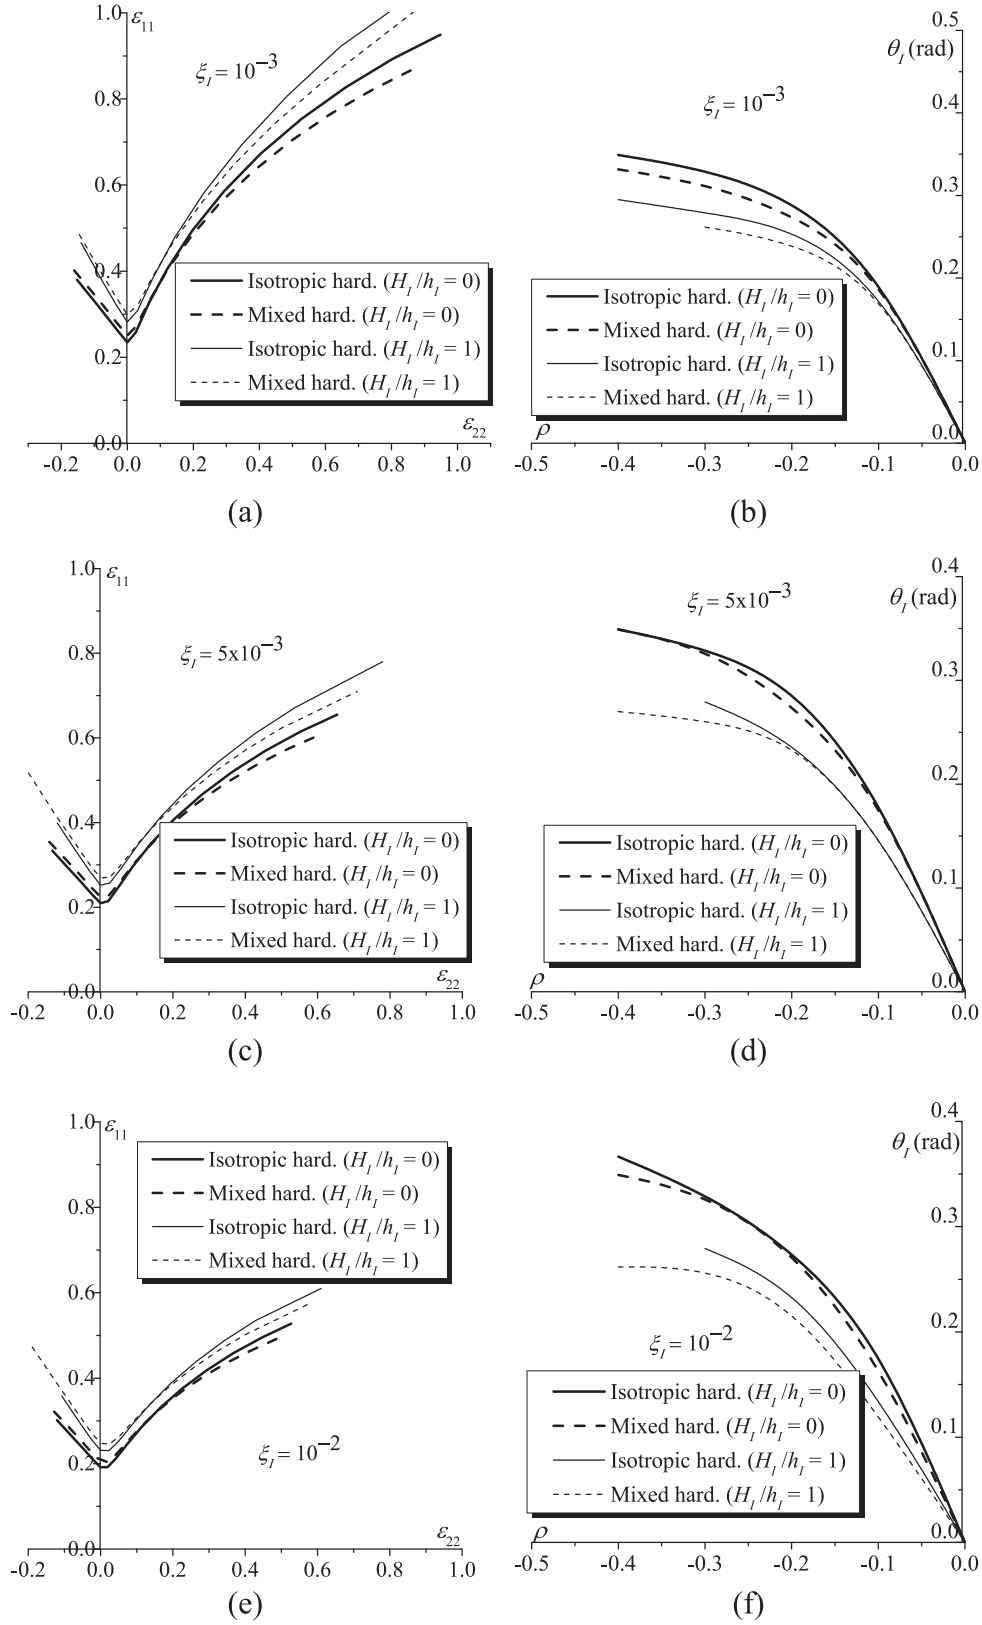 1.0 ε11
ξI = 10−3
0.8
0.6
0.4
0.2
0.0
Isotropic hard. (HI/hI = 0)
Mixed hard. (HI/hI = 0)
Isotropic hard. (HI/hI = 1)
Mixed hard. (HI/hI = 1)
ε22
-0.2 0.0 0.2 0.4 0.6 0.8 1.0
(a)
0.5
θI (rad)
ξI = 10−3
0.4
0.3
0.2
0.1
0.0
Isotropic hard. (HI/hI = 0)
Mixed hard. (HI/hI = 0)
Isotropic hard. (HI/hI = 1)
Mixed hard. (HI/hI = 1)
ρ
-0.5 -0.4 -0.3 -0.2 -0.1 0.0
(b)
1.0 ε11
ξI = 5x10−3
0.8
0.6
0.4
0.2
0.0
Isotropic hard. (HI/hI = 0)
Mixed hard. (HI/hI = 0)
Isotropic hard. (HI/hI = 1)
Mixed hard. (HI/hI = 1)
ε22
-0.2 0.0 0.2 0.4 0.6 0.8 1.0
(c)
0.4
θI (rad)
ξI = 5x10−3
0.3
0.2
0.1
0.0
Isotropic hard. (HI/hI = 0)
Mixed hard. (HI/hI = 0)
Isotropic hard. (HI/hI = 1)
Mixed hard. (HI/hI = 1)
ρ
-0.5 -0.4 -0.3 -0.2 -0.1 0.0
(d)
1.0 ε11
Isotropic hard. (HI/hI = 0)
Mixed hard. (HI/hI = 0)
Isotropic hard. (HI/hI = 1)
Mixed hard. (HI/hI = 1)
0.8
0.6
0.4
0.2
0.0
ξI = 10−2
ε22
-0.2 0.0 0.2 0.4 0.6 0.8 1.0
(e)
0.4
θI (rad)
0.3
0.2
0.1
0.0
ξI = 10−2
Isotropic hard. (HI/hI = 0)
Mixed hard. (HI/hI = 0)
Isotropic hard. (HI/hI = 1)
Mixed hard. (HI/hI = 1)
ρ
-0.5 -0.4 -0.3 -0.2 -0.1 0.0
(f)